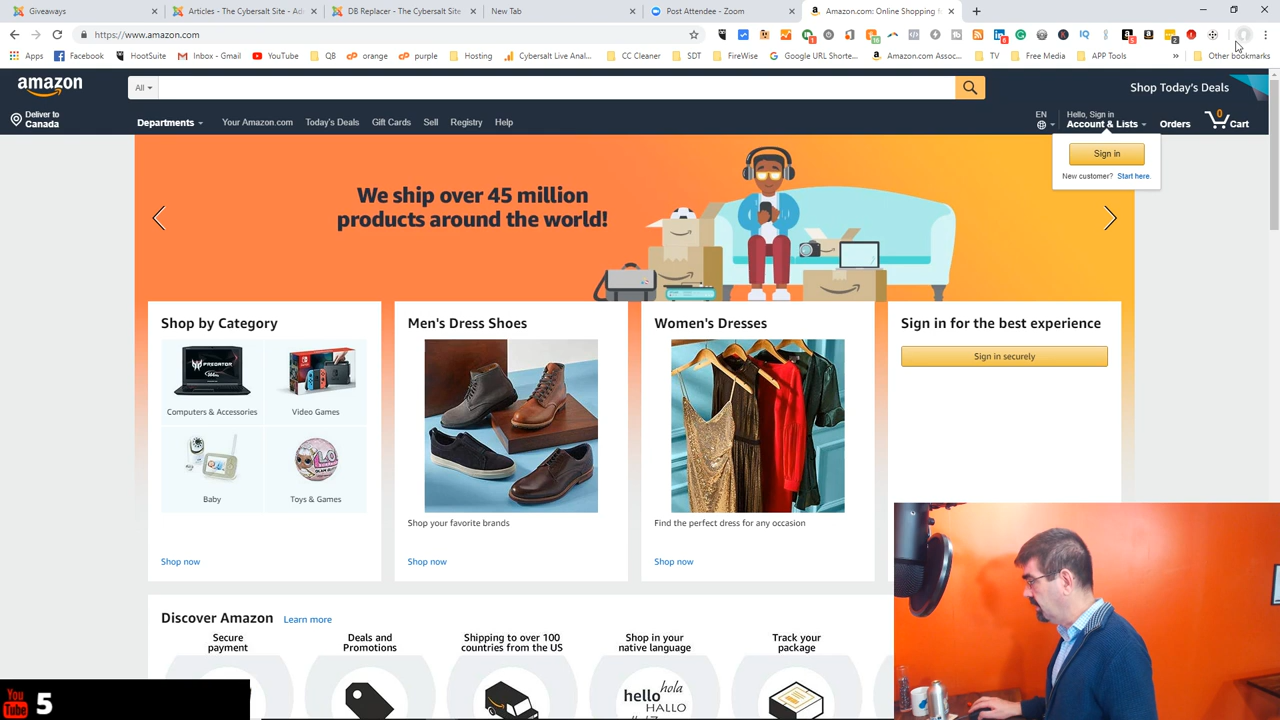 Giveaways
Articles - The Cybersalt Site - Ad
DB Replacer - The Cybersalt Site
New Tab
Post Attendee - Zoom
Amazon.com: Online Shopping
https://www.amazon.com
Apps
Facebook
HootSuite
Inbox - Gmail
YouTube
QB
orange
purple
Hosting
Cybersalt Live Anal...
CC Cleaner
SDT
FireWise
Google URL Shorte...
Amazon.com Assoc...
TV
Free Media
APP Tools
Other bookmarks
amazon
All
Shop Today's Deals
Deliver to
Canada
Departments
Your Amazon.com
Today's Deals
Gift Cards
Sell
Registry
Help
EN
Hello, Sign in
Account & Lists
Orders
0
Cart
Sign in
New customer? Start here.
We ship over 45 million
products around the world!
Shop by Category
Computers & Accessories
Video Games
Baby
Toys & Games
Shop now
Men's Dress Shoes
Shop your favorite brands
Shop now
Women's Dresses
Find the perfect dress for any occasion
Shop now
Sign in for the best experience
Sign in securely
PREDATOR
Discover Amazon
Learn more
Secure
payment
Deals and
Promotions
Shipping to over 100
countries from the US
Shop in your
native language
Track your
package
hello hola
HALLO
You
Tube
5